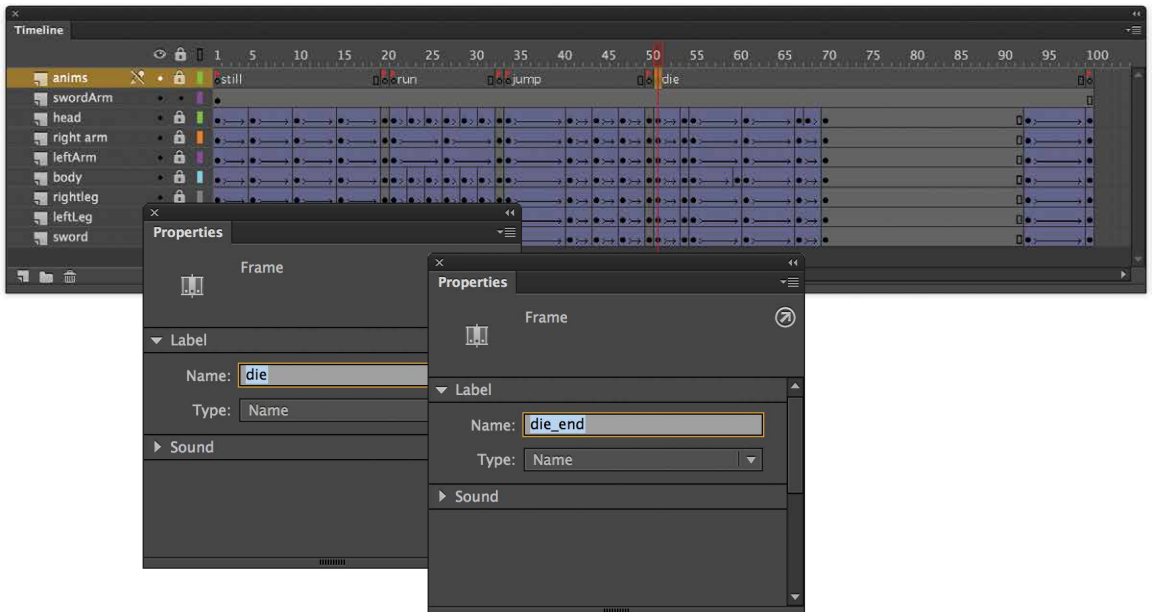 Timeline
1 5 10 15 20 25 30 35 40 45 50 55 60 65 70 75 80 85 90 95 100
anims still run jump die
swordArm
head
right arm
leftArm
body
rightleg
leftLeg
sword
Properties
Frame
Label
Name: die
Type: Name
Sound
Properties
Frame
Label
Name: die_end
Type: Name
Sound